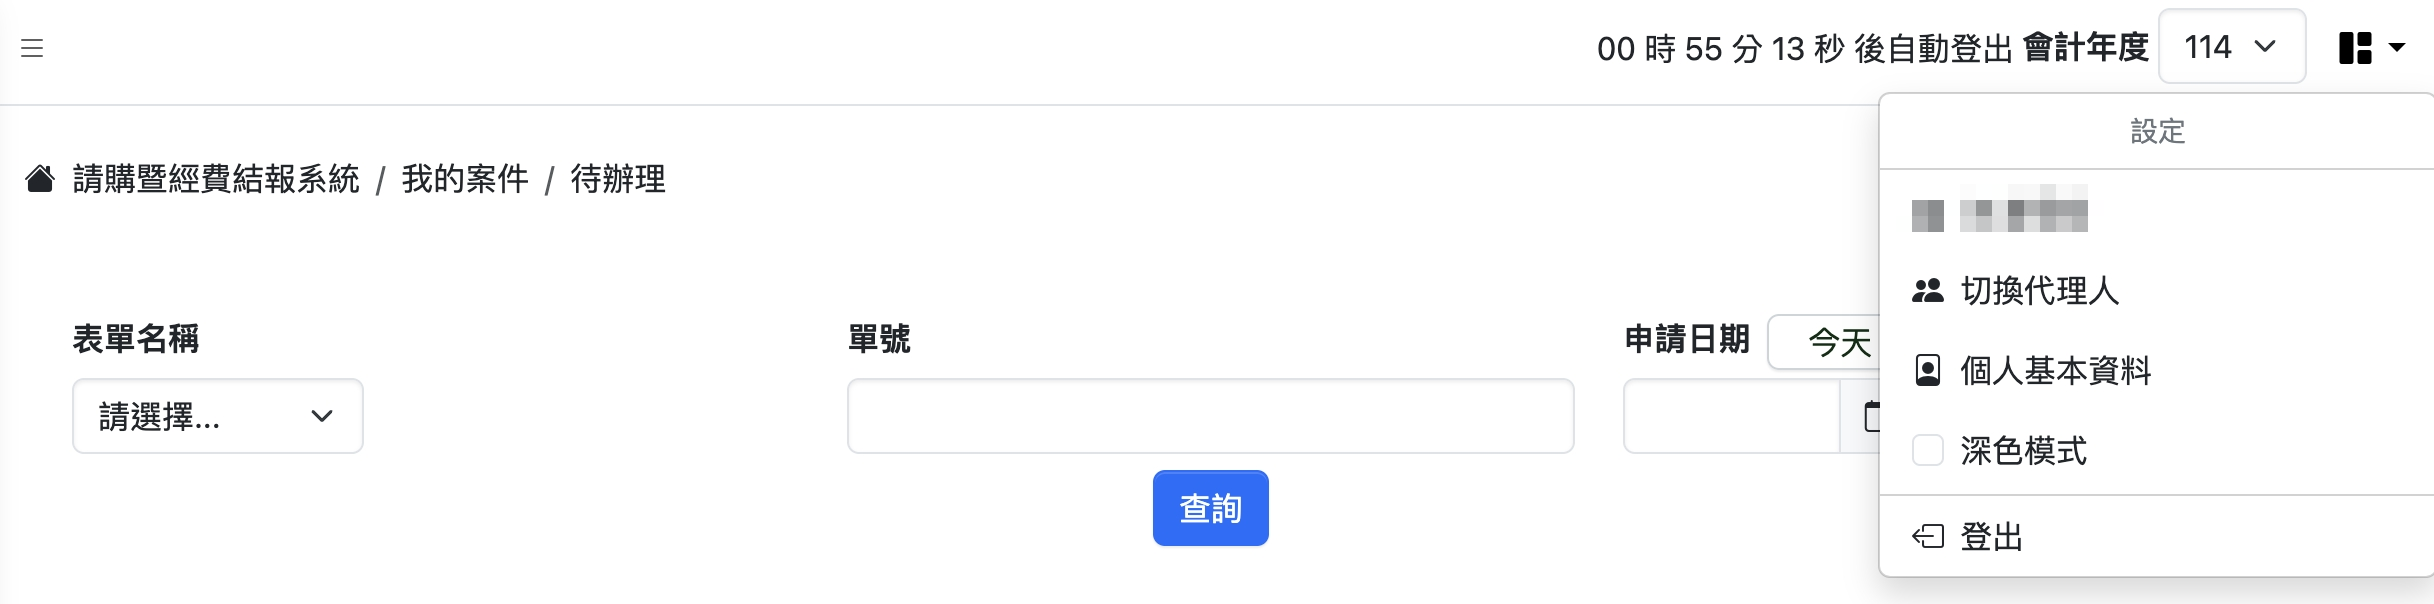 00 時 55 分 13 秒 後自動登出 會計年度 114
設定
請購暨經費結報系統 / 我的案件 / 待辦理
切換代理人
個人基本資料
深色模式
登出
表單名稱
請選擇...
單號
申請日期 今天
查詢